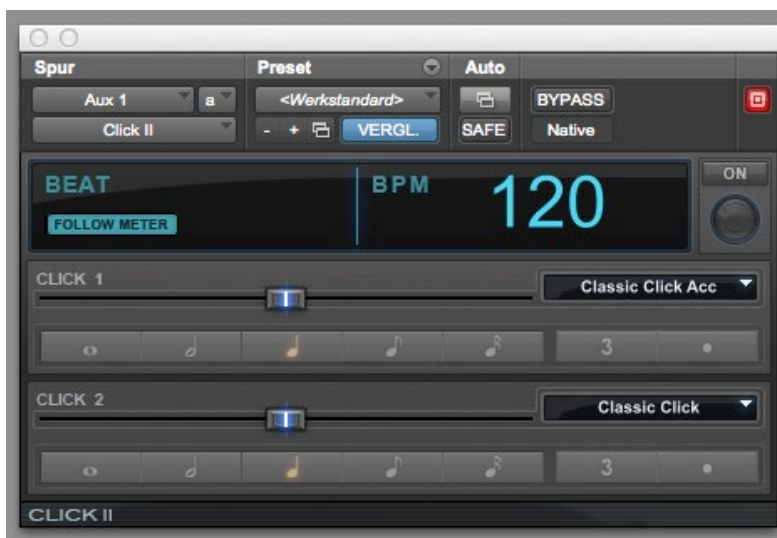 Spur Preset Auto
Aux 1 a <Werkstandard> BYPASS
Click II - + VERGL. SAFE Native
BEAT BPM 120 ON
FOLLOW METER
CLICK 1 Classic Click Acc
3
CLICK 2 Classic Click
3
CLICK II